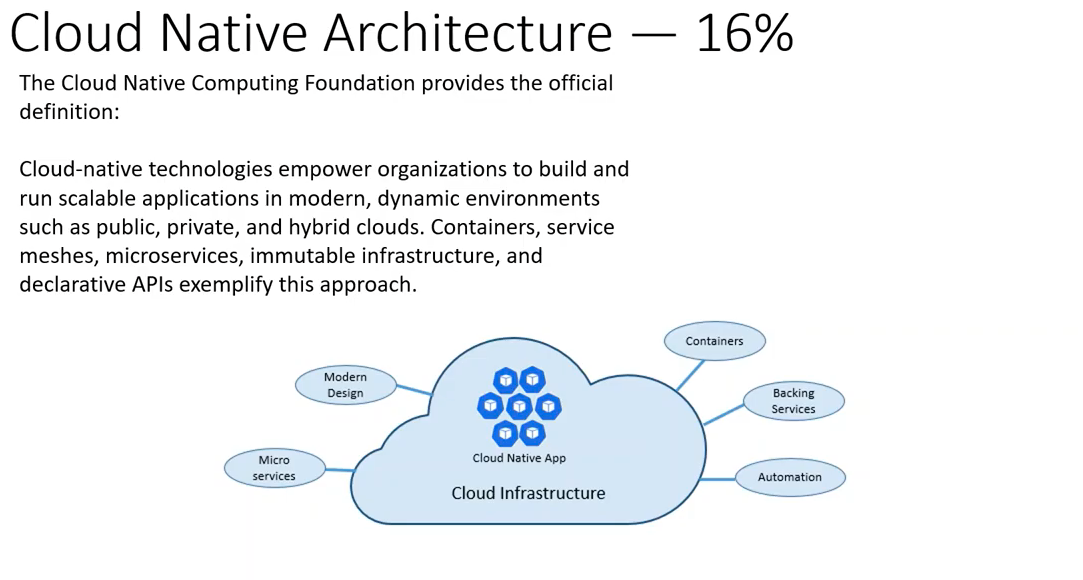 Cloud Native Architecture — 16%
The Cloud Native Computing Foundation provides the official
definition:
Cloud-native technologies empower organizations to build and
run scalable applications in modern, dynamic environments
such as public, private, and hybrid clouds. Containers, service
meshes, microservices, immutable infrastructure, and
declarative APIs exemplify this approach.
Containers
Modern
Design
Backing
Services
Cloud Native App
Micro
services
Automation
Cloud Infrastructure